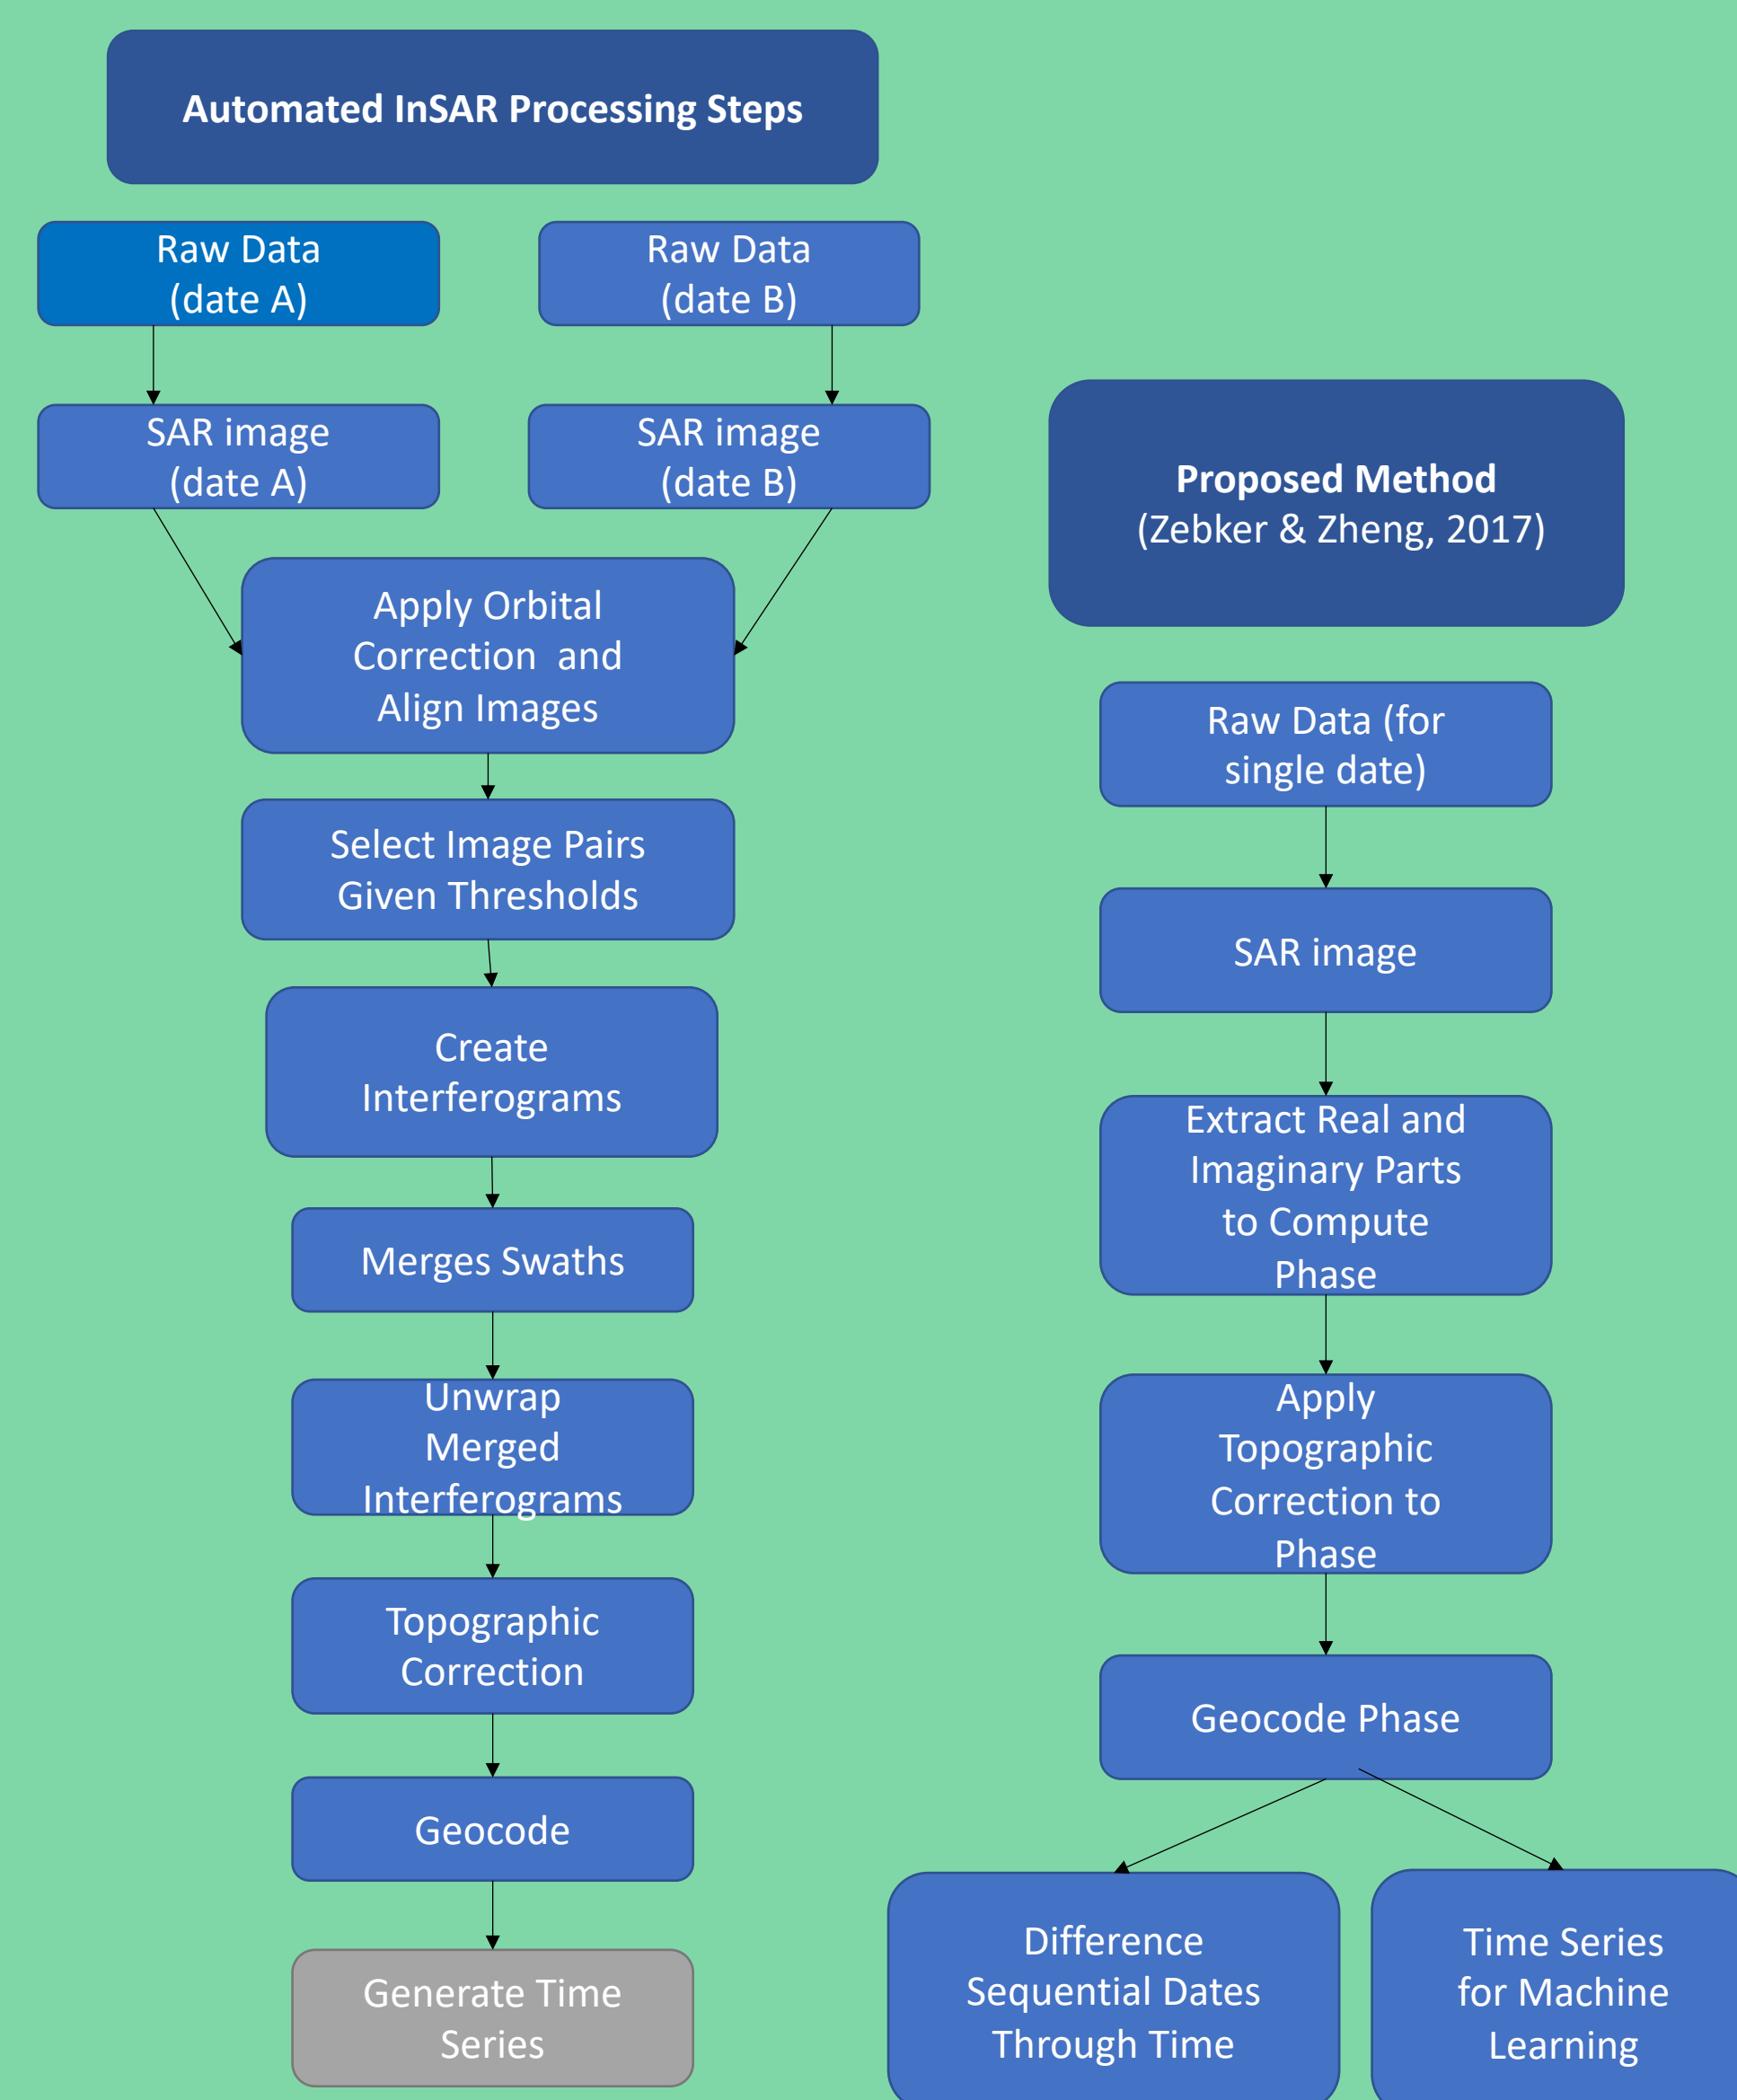 Automated InSAR Processing Steps
Raw Data
(date A)
Raw Data
(date B)
SAR image
(date A)
SAR image
(date B)
Apply Orbital
Correction  and
Align Images
Select Image Pairs
Given Thresholds
Create
Interferograms
Merges Swaths
Unwrap
Merged
Interferograms
Topographic
Correction
Geocode
Generate Time
Series
Proposed Method
(Zebker & Zheng, 2017)
Raw Data (for
single date)
SAR image
Extract Real and
Imaginary Parts
to Compute
Phase
Apply
Topographic
Correction to
Phase
Geocode Phase
Difference
Sequential Dates
Through Time
Time Series
for Machine
Learning